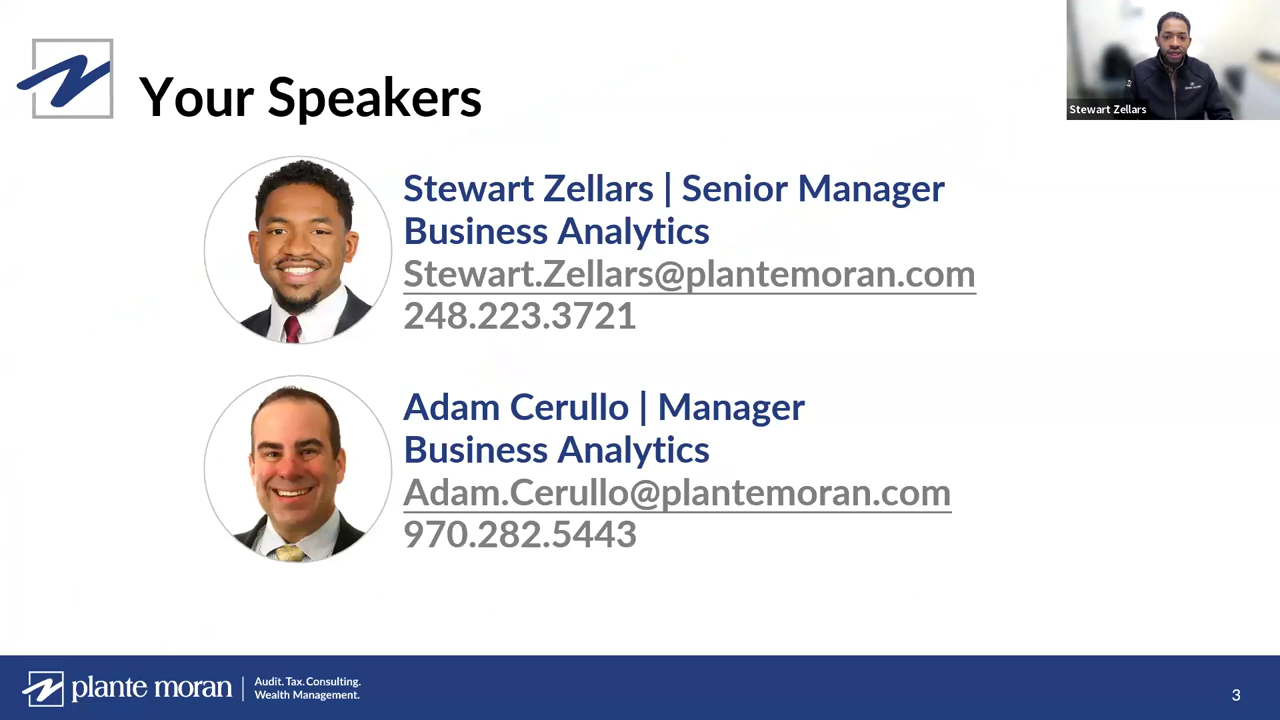 Stewart Zellars
Your Speakers
Stewart Zellars | Senior Manager
Business Analytics
Stewart.Zellars@plantemoran.com
248.223.3721
Adam Cerullo | Manager
Business Analytics
Adam.Cerullo@plantemoran.com
970.282.5443
plante moran
Audit. Tax. Consulting.
Wealth Management.
3